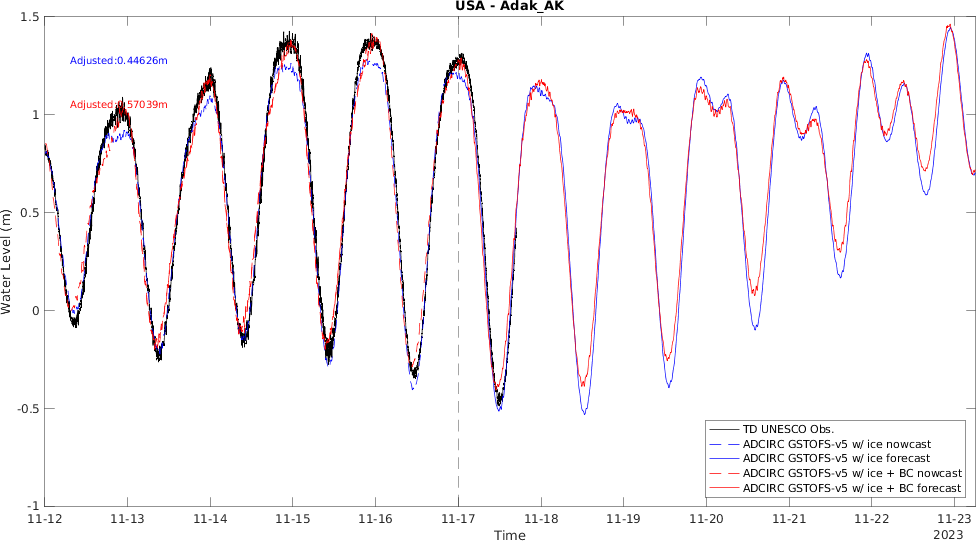 USA - Adak_AK
1.5
1
0.5
0
-0.5
-1
Water Level (m)
Adjusted:0.44626m
Adjusted:0.57039m
TD UNESCO Obs.
ADCIRC GSTOFS-v5 w/ ice nowcast
ADCIRC GSTOFS-v5 w/ ice forecast
ADCIRC GSTOFS-v5 w/ ice + BC nowcast
ADCIRC GSTOFS-v5 w/ ice + BC forecast
11-12 11-13 11-14 11-15 11-16 11-17 11-18 11-19 11-20 11-21 11-22 11-23
2023
Time